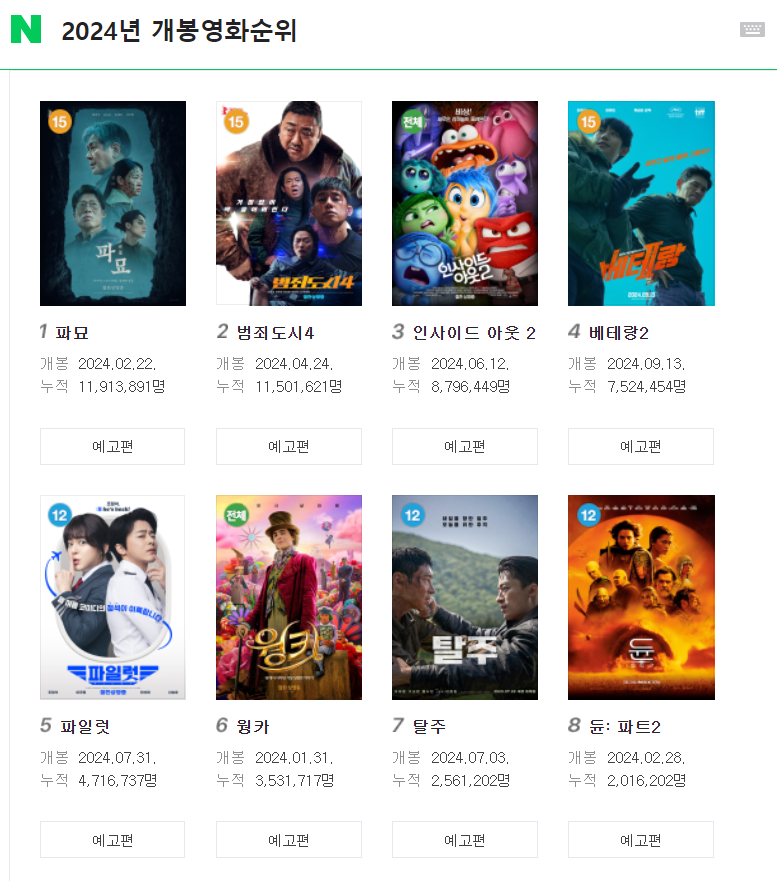 N 2024년 개봉영화순위
15
15
전체
15
파묘
범죄도시4
인사이드 아웃2
베테랑
2024.09.13
1 파묘
개봉 2024.02.22.
누적 11,913,891명
예고편
2 범죄도시4
개봉 2024.04.24.
누적 11,501,621명
예고편
3 인사이드 아웃 2
개봉 2024.06.12.
누적 8,796,449명
예고편
4 베테랑2
개봉 2024.09.13.
누적 7,524,454명
예고편
12
전체
12
12
파일럿
웡카
탈주
듄
5 파일럿
개봉 2024.07.31.
누적 4,716,737명
예고편
6 웡카
개봉 2024.01.31.
누적 3,531,717명
예고편
7 탈주
개봉 2024.07.03.
누적 2,561,202명
예고편
8 듄: 파트2
개봉 2024.02.28.
누적 2,016,202명
예고편